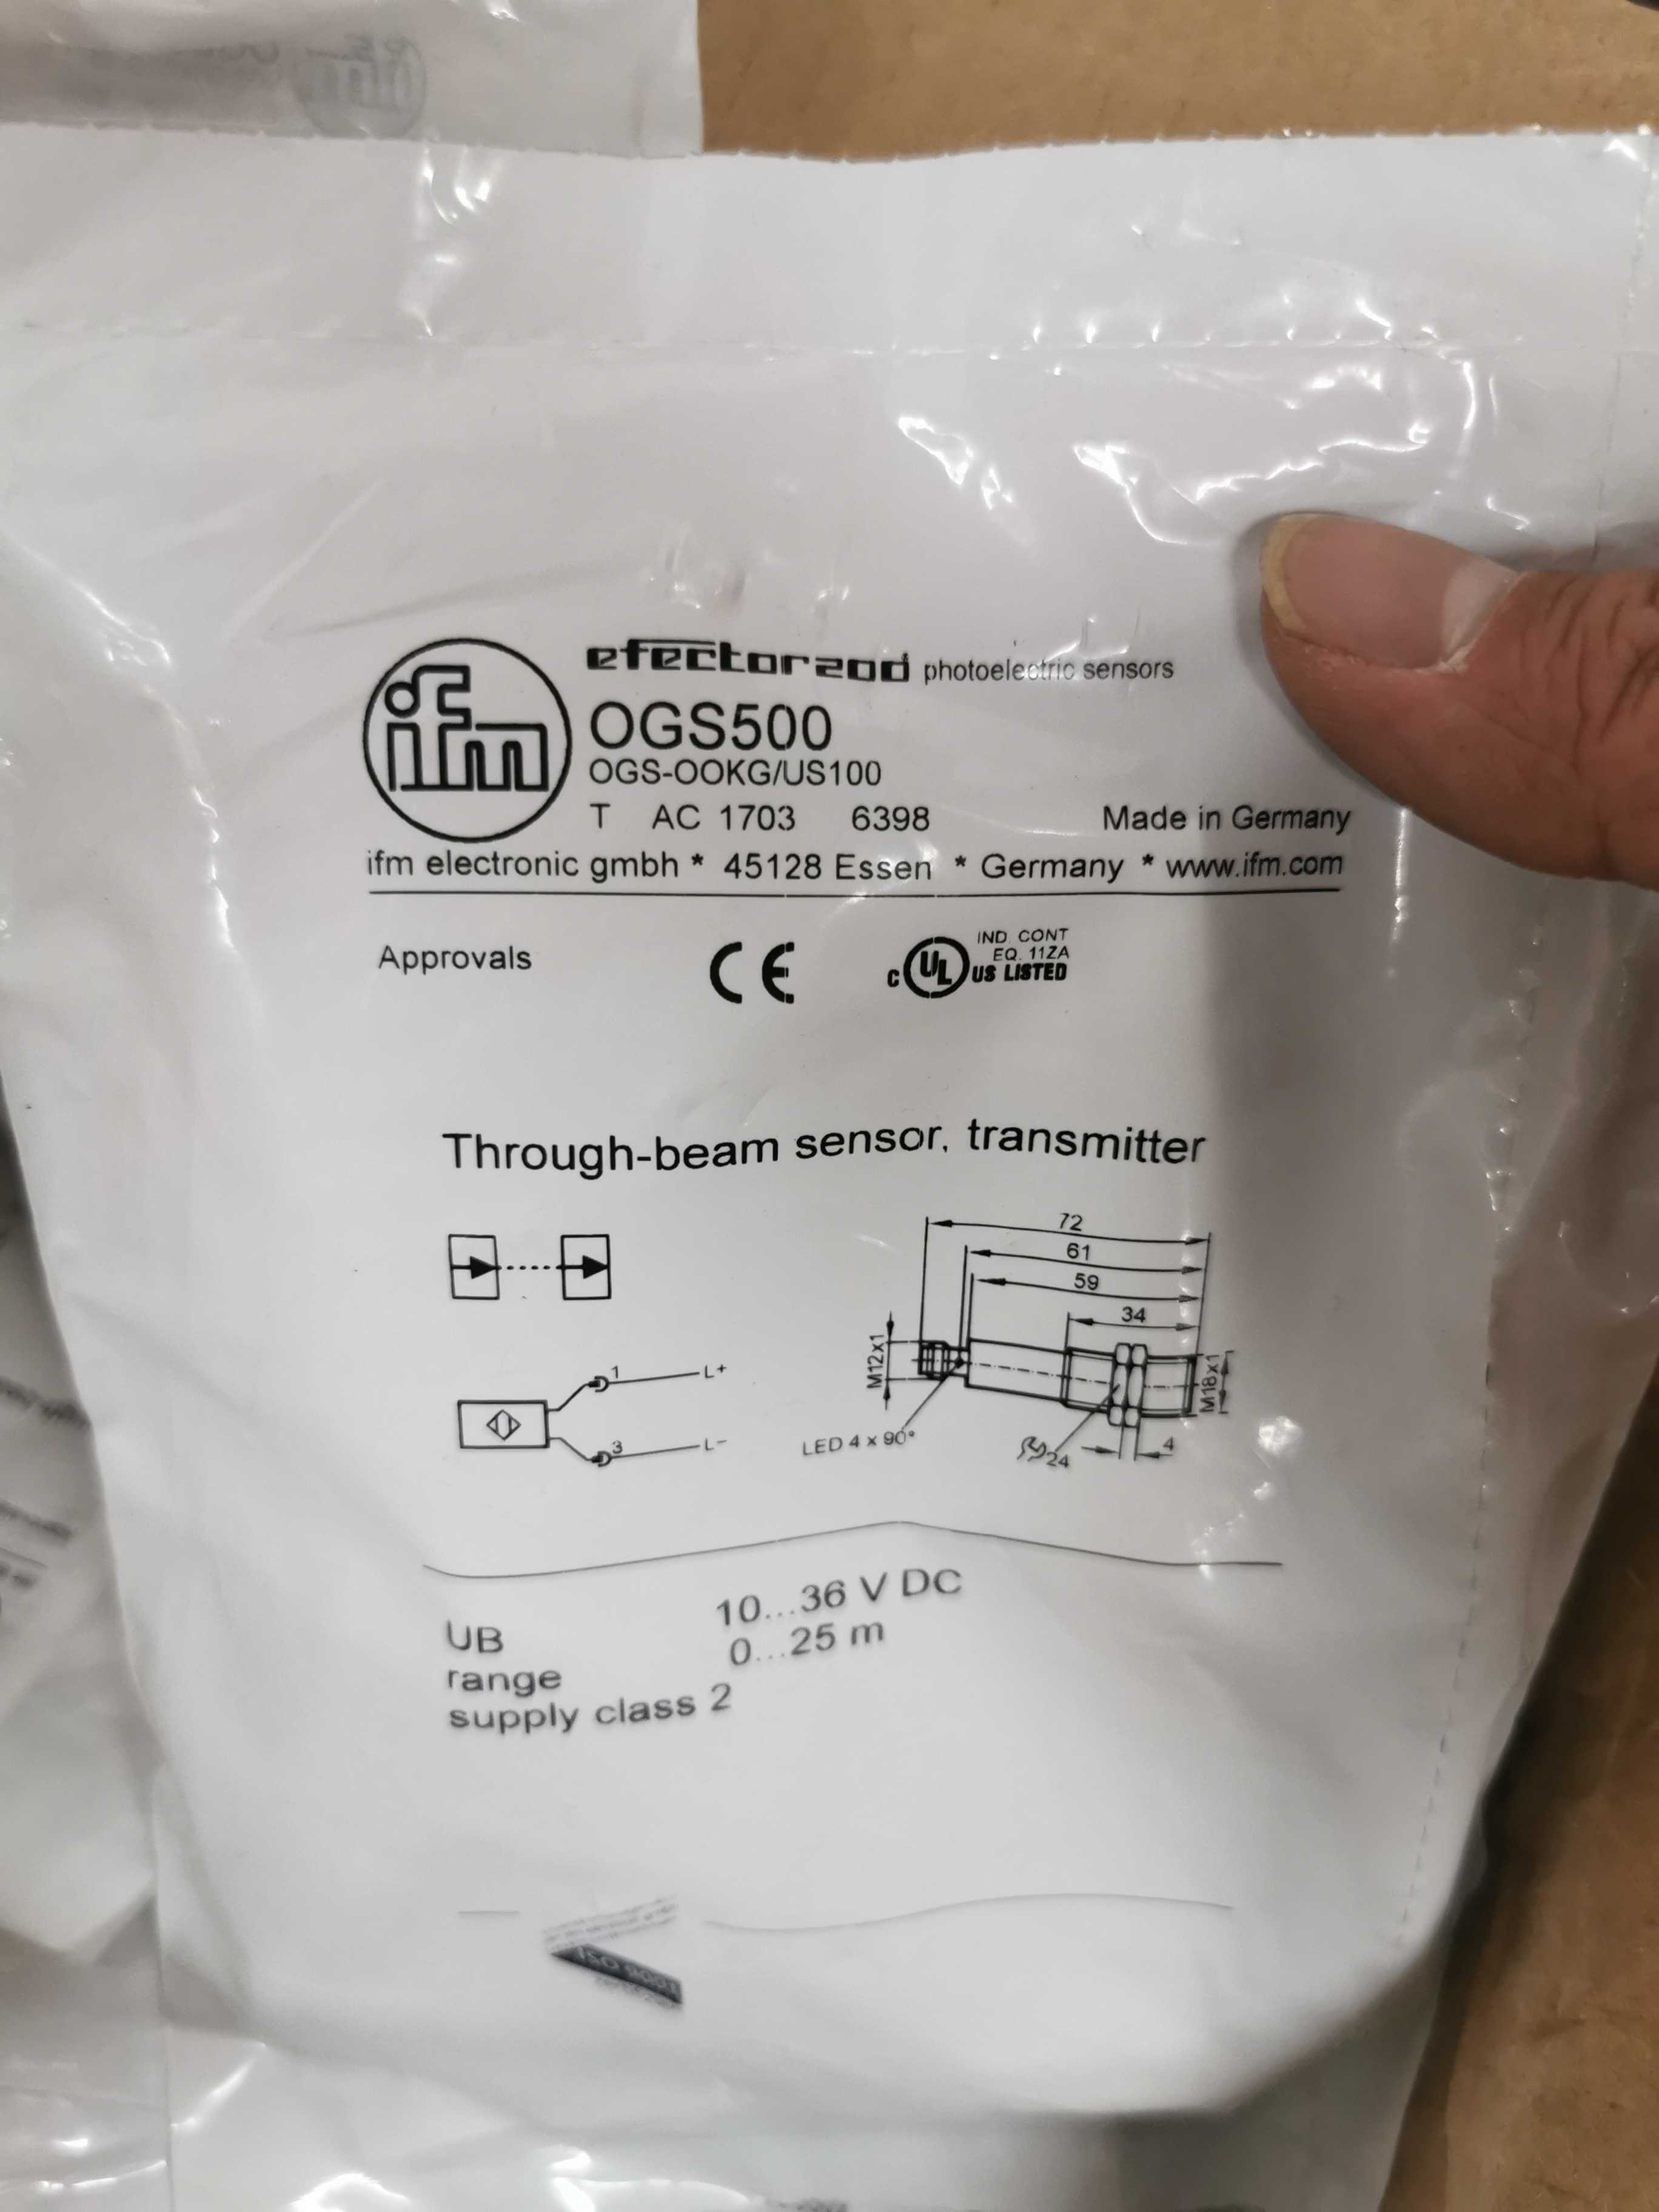 ifm
efector200 photoelectric sensors
OGS500
OGS-OOKG/US100
T AC 1703 6398 Made in Germany
ifm electronic gmbh * 45128 Essen * Germany * www.ifm.com
Approvals CE
c UL US LISTED
IND. CONT
EQ. 11ZA
Through-beam sensor, transmitter
72
61
59
34
M12x1
M18x1
1 L+
3 L-
LED 4 x 90°
24
4
UB 10...36 V DC
range 0...25 m
supply class 2
ISO 9001